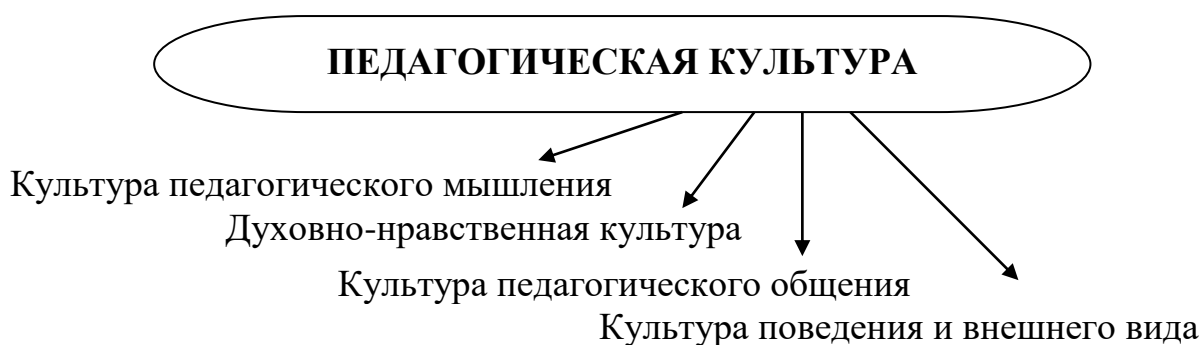 ПЕДАГОГИЧЕСКАЯ КУЛЬТУРА
Культура педагогического мышления
Духовно-нравственная культура
Культура педагогического общения
Культура поведения и внешнего вида